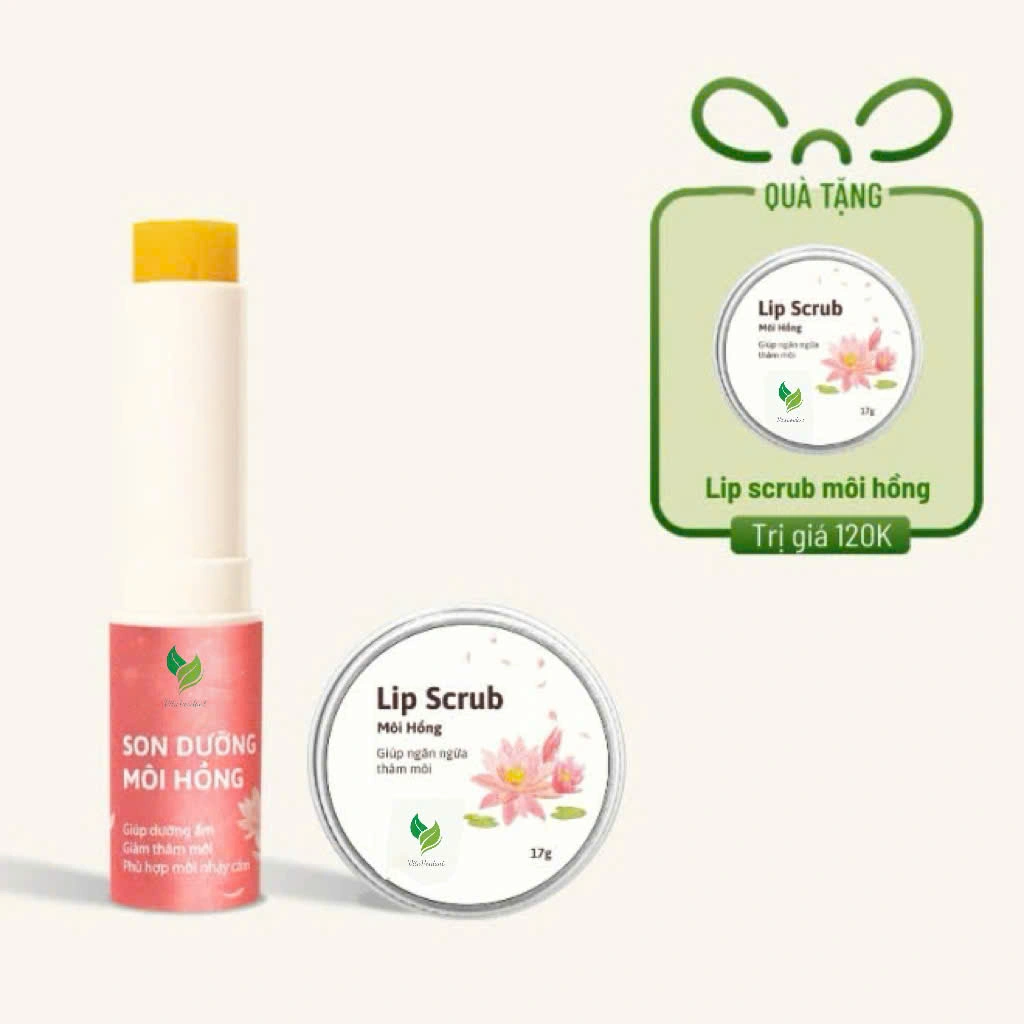 QUÀ TẶNG
Lip Scrub
Môi Hồng
Giúp ngăn ngừa
thâm môi
17g
Lip scrub môi hồng
Trị giá 120K
SON DƯỠNG
MÔI HỒNG
Giúp dưỡng ẩm
Giảm thâm môi
Phù hợp môi nhạy cảm
Lip Scrub
Môi Hồng
Giúp ngăn ngừa
thâm môi
17g